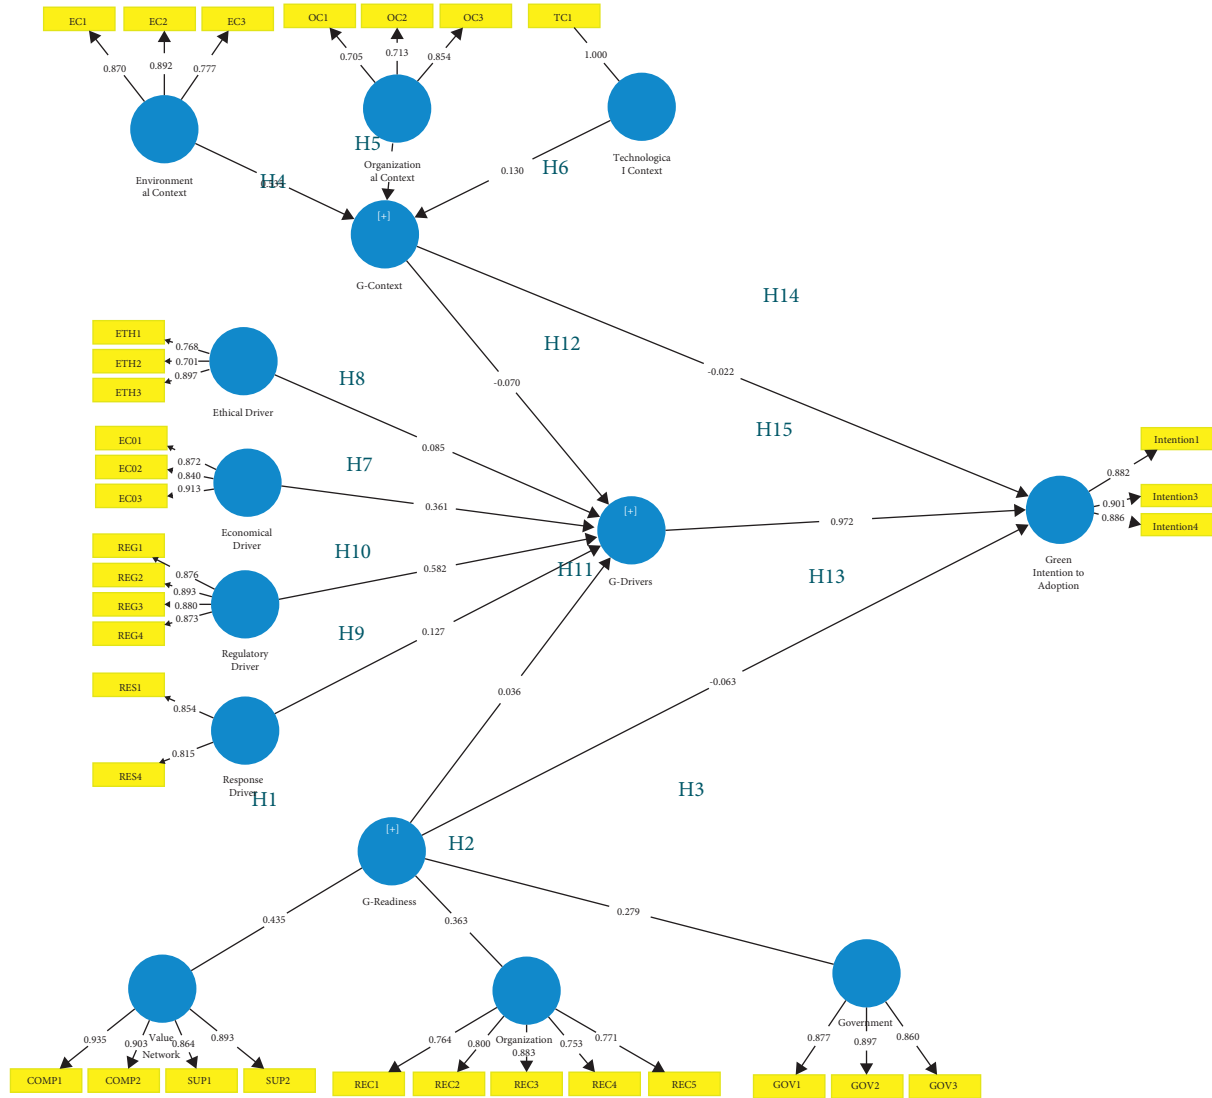 EC1
EC2
EC3
OC1
OC2
OC3
TC1
0.870
0.892
0.777
0.705
0.713
0.854
1.000
H5
Organization
al Context
Technologica
l Context
Environment
al Context
H4
0.130
H6
[+]
G-Context
H14
H12
ETH1
ETH2
ETH3
0.768
0.701
0.897
Ethical Driver
H8
-0.070
-0.022
H15
0.085
EC01
EC02
EC03
0.872
0.840
0.913
Economical
Driver
H7
0.361
[+]
G-Drivers
0.972
Intention1
Intention3
Intention4
0.882
0.901
0.886
Green
Intention to
Adoption
REG1
REG2
REG3
REG4
0.876
0.893
0.880
0.873
Regulatory
Driver
H10
0.582
H11
H13
H9
0.127
RES1
RES4
0.854
0.815
Response
Driver
H1
0.036
-0.063
H3
[+]
G-Readiness
H2
0.435
0.363
0.279
Value
Network
0.935
0.903
0.864
0.893
COMP1
COMP2
SUP1
SUP2
Organization
0.764
0.800
0.883
0.753
0.771
REC1
REC2
REC3
REC4
REC5
Government
0.877
0.897
0.860
GOV1
GOV2
GOV3